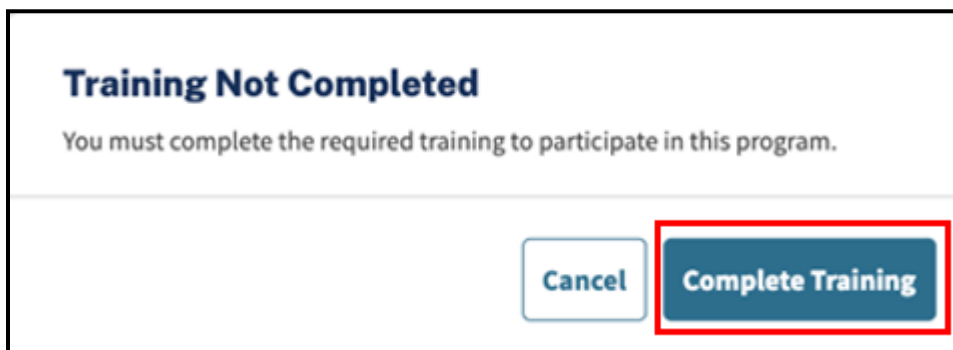 Training Not Completed
You must complete the required training to participate in this program.
Cancel
Complete Training